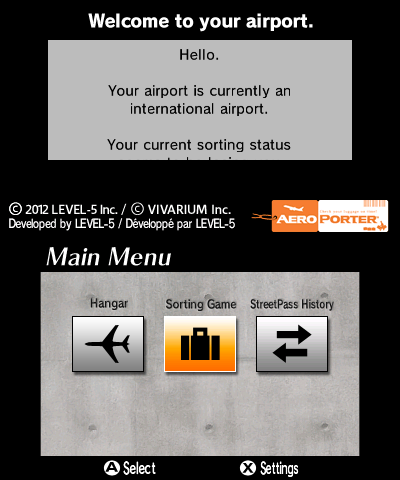 Welcome to your airport.
Hello.
Your airport is currently an
international airport.
Your current sorting status
© 2012 LEVEL-5 Inc. / © VIVARIUM Inc.
Developed by LEVEL-5 / Développé par LEVEL-5
AERO PORTER
Main Menu
Hangar
Sorting Game
StreetPass History
A Select
X Settings